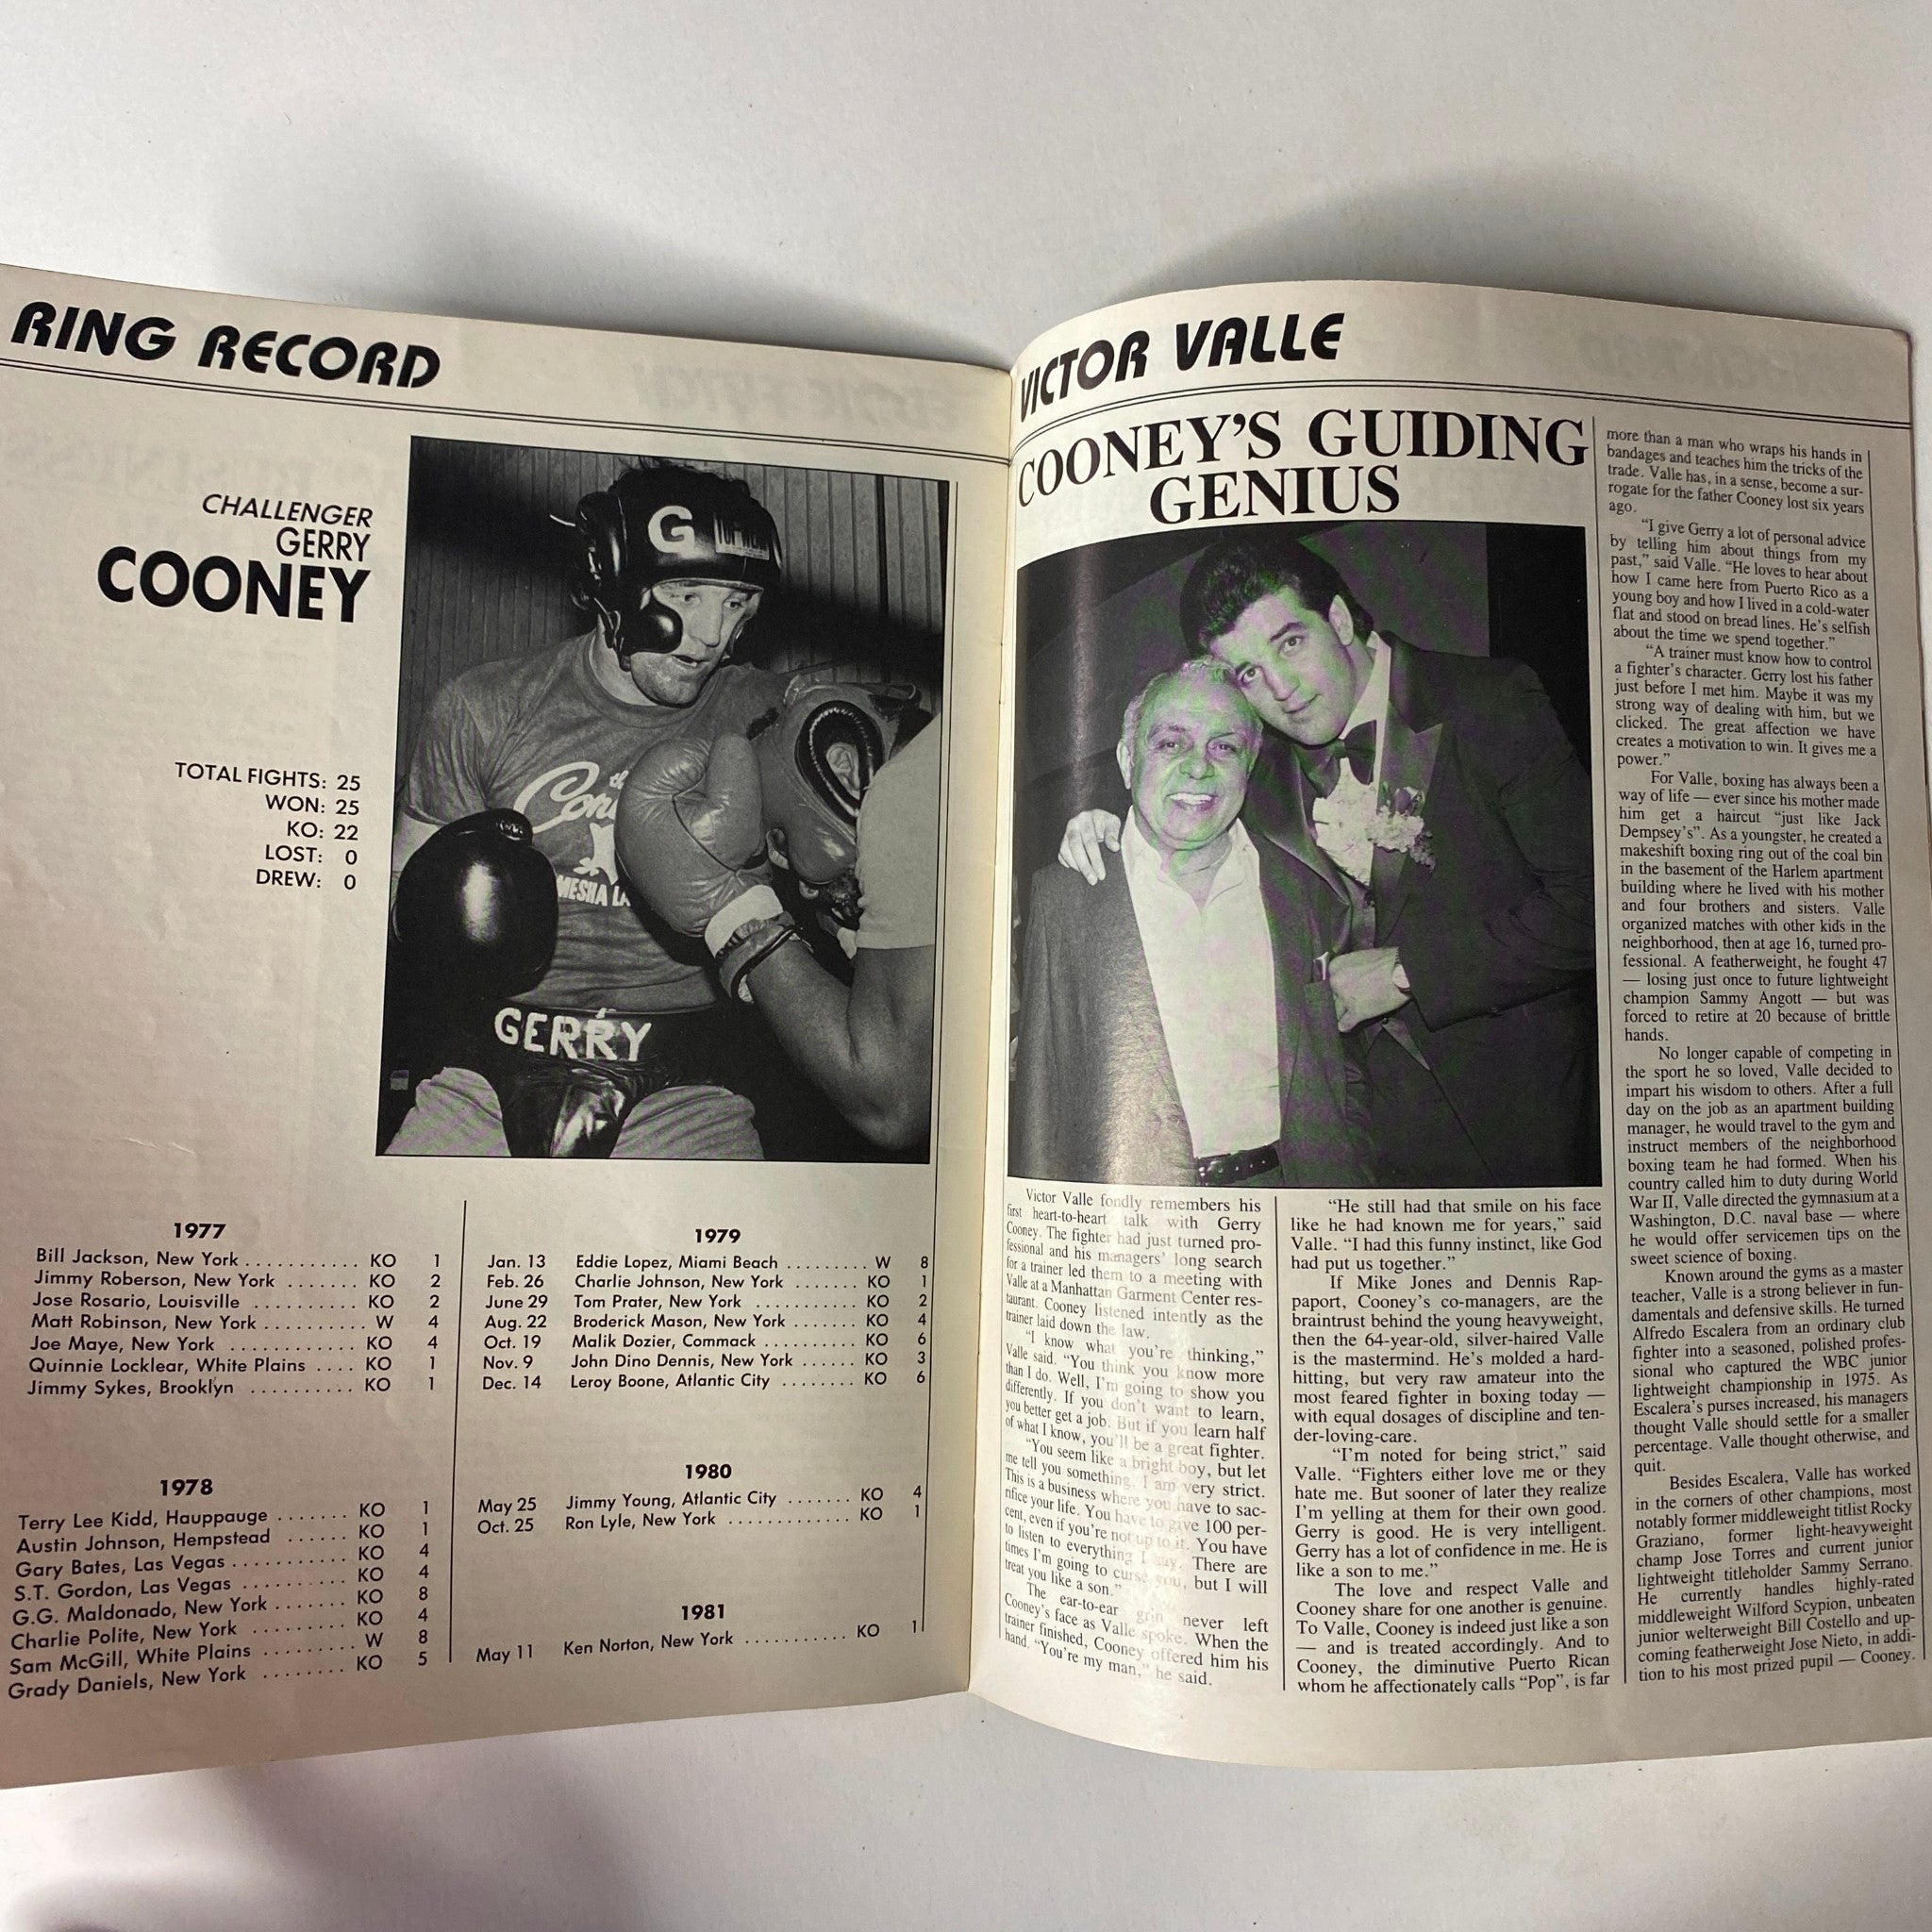 RING RECORD
CHALLENGER
GERRY
COONEY
TOTAL FIGHTS: 25
WON: 25
KO: 22
LOST: 0
DREW: 0
G
TOP
the
Con
MESHA LA
GERRY
1977
Bill Jackson, New York ........... KO 1
Jimmy Roberson, New York ....... KO 2
Jose Rosario, Louisville .......... KO 2
Matt Robinson, New York .......... W 4
Joe Maye, New York ............. KO 4
Quinnie Locklear, White Plains .... KO 1
Jimmy Sykes, Brooklyn .......... KO 1
1978
Terry Lee Kidd, Hauppauge ....... KO 1
Austin Johnson, Hempstead ...... KO 1
Gary Bates, Las Vegas ........... KO 4
S.T. Gordon, Las Vegas .......... KO 4
G.G. Maldonado, New York ....... KO 8
Charlie Polite, New York ......... KO 4
Sam McGill, White Plains ......... W 8
Grady Daniels, New York ........ KO 5
1979
Jan. 13 Eddie Lopez, Miami Beach ......... W 8
Feb. 26 Charlie Johnson, New York ....... KO 1
June 29 Tom Prater, New York ........... KO 2
Aug. 22 Broderick Mason, New York ....... KO 4
Oct. 19 Malik Dozier, Commack .......... KO 6
Nov. 9 John Dino Dennis, New York ...... KO 3
Dec. 14 Leroy Boone, Atlantic City ........ KO 6
1980
May 25 Jimmy Young, Atlantic City ....... KO 4
Oct. 25 Ron Lyle, New York ............. KO 1
1981
May 11 Ken Norton, New York ........... KO 1
VICTOR VALLE
COONEY'S GUIDING
GENIUS
Victor Valle fondly remembers his
first heart-to-heart talk with Gerry
Cooney. The fighter had just turned pro-
fessional and his managers' long search
for a trainer led them to a meeting with
Valle at a Manhattan Garment Center res-
taurant. Cooney listened intently as the
trainer laid down the law.
"I know what you're thinking,"
Valle said. "You think you know more
than I do. Well, I'm going to show you
differently. If you don't want to learn,
you better get a job. But if you learn half
of what I know, you'll be a great fighter.
"You seem like a bright boy, but let
me tell you something, I am very strict.
This is a business where you have to sac-
rifice your life. You have to give 100 per-
cent, even if you're not up to it. You have
to listen to everything I say. There are
times I'm going to curse you, but I will
treat you like a son."
The ear-to-ear grin never left
Cooney's face as Valle spoke. When the
trainer finished, Cooney offered him his
hand. "You're my man," he said.
"He still had that smile on his face
like he had known me for years," said
Valle. "I had this funny instinct, like God
had put us together."
If Mike Jones and Dennis Rap-
paport, Cooney's co-managers, are the
braintrust behind the young heavyweight,
then the 64-year-old, silver-haired Valle
is the mastermind. He's molded a hard-
hitting, but very raw amateur into the
most feared fighter in boxing today —
with equal dosages of discipline and ten-
der-loving-care.
"I'm noted for being strict," said
Valle. "Fighters either love me or they
hate me. But sooner of later they realize
I'm yelling at them for their own good.
Gerry is good. He is very intelligent.
Gerry has a lot of confidence in me. He is
like a son to me."
The love and respect Valle and
Cooney share for one another is genuine.
To Valle, Cooney is indeed just like a son
— and is treated accordingly. And to
Cooney, the diminutive Puerto Rican
whom he affectionately calls "Pop", is far
more than a man who wraps his hands in
bandages and teaches him the tricks of the
trade. Valle has, in a sense, become a sur-
rogate for the father Cooney lost six years
ago.
"I give Gerry a lot of personal advice
by telling him about things from my
past," said Valle. "He loves to hear about
how I came here from Puerto Rico as a
young boy and how I lived in a cold-water
flat and stood on bread lines. He's selfish
about the time we spend together."
"A trainer must know how to control
a fighter's character. Gerry lost his father
just before I met him. Maybe it was my
strong way of dealing with him, but we
clicked. The great affection we have
creates a motivation to win. It gives me a
power."
For Valle, boxing has always been a
way of life — ever since his mother made
him get a haircut "just like Jack
Dempsey's". As a youngster, he created a
makeshift boxing ring out of the coal bin
in the basement of the Harlem apartment
building where he lived with his mother
and four brothers and sisters. Valle
organized matches with other kids in the
neighborhood, then at age 16, turned pro-
fessional. A featherweight, he fought 47
— losing just once to future lightweight
champion Sammy Angott — but was
forced to retire at 20 because of brittle
hands.
No longer capable of competing in
the sport he so loved, Valle decided to
impart his wisdom to others. After a full
day on the job as an apartment building
manager, he would travel to the gym and
instruct members of the neighborhood
boxing team he had formed. When his
country called him to duty during World
War II, Valle directed the gymnasium at a
Washington, D.C. naval base — where
he would offer servicemen tips on the
sweet science of boxing.
Known around the gyms as a master
teacher, Valle is a strong believer in fun-
damentals and defensive skills. He turned
Alfredo Escalera from an ordinary club
fighter into a seasoned, polished profes-
sional who captured the WBC junior
lightweight championship in 1975. As
Escalera's purses increased, his managers
thought Valle should settle for a smaller
percentage. Valle thought otherwise, and
quit.
Besides Escalera, Valle has worked
in the corners of other champions, most
notably former middleweight titlist Rocky
Graziano, former light-heavyweight
champ Jose Torres and current junior
lightweight titleholder Sammy Serrano.
He currently handles highly-rated
middleweight Wilford Scypion, unbeaten
junior welterweight Bill Costello and up-
coming featherweight Jose Nieto, in addi-
tion to his most prized pupil — Cooney.